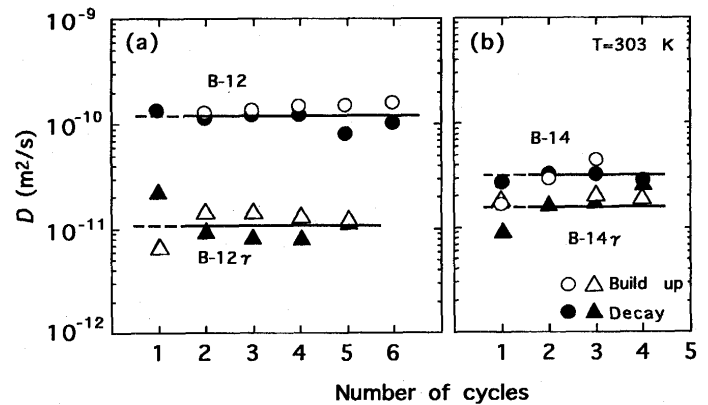 10⁻⁹
(a)
(b)
T=303 K
B-12
10⁻¹⁰
B-14
D (m²/s)
10⁻¹¹
B-12γ
B-14γ
Build up
Decay
10⁻¹²
1 2 3 4 5 6
1 2 3 4 5
Number of cycles